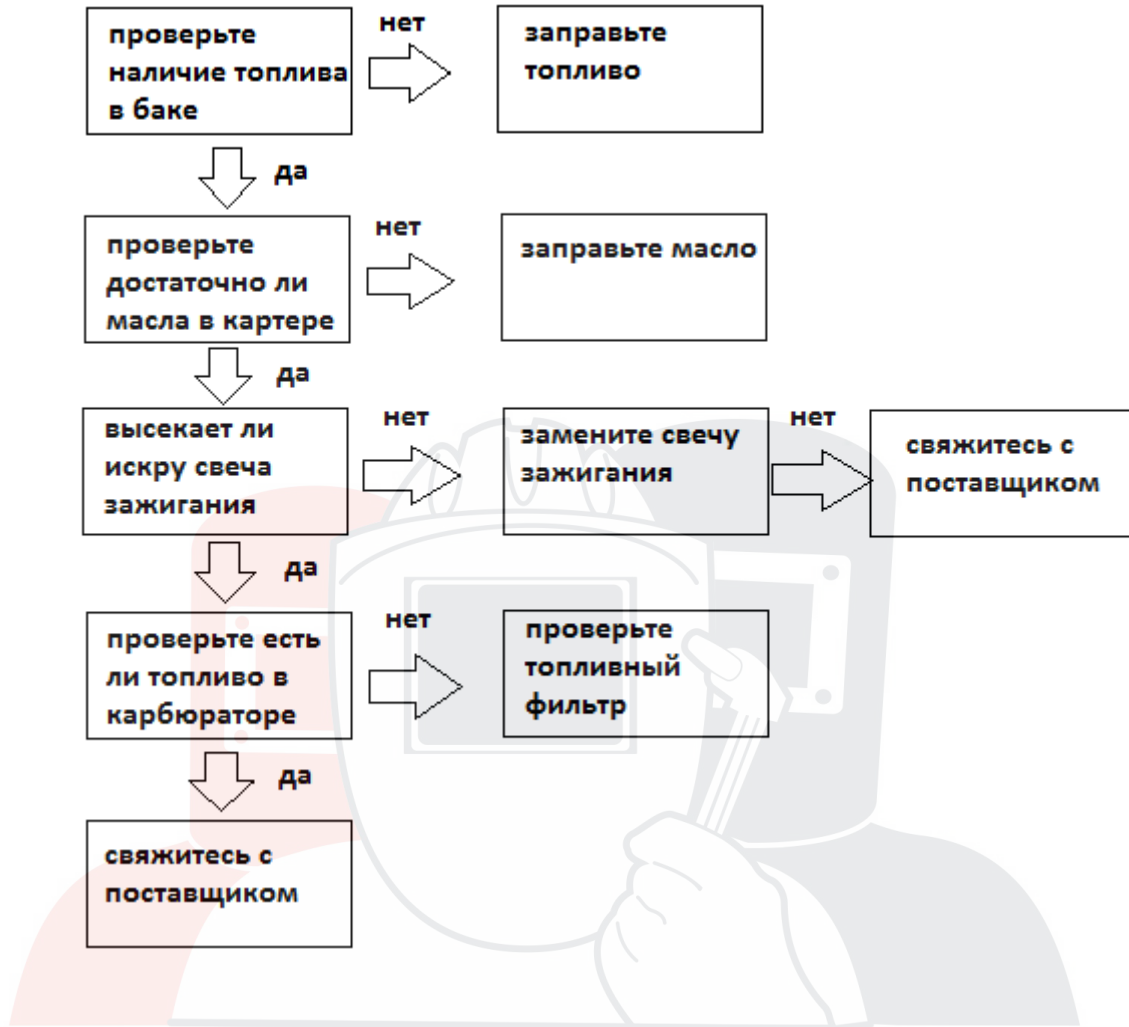 проверьте
наличие топлива
в баке
нет
заправьте
топливо
да
проверьте
достаточно ли
масла в картере
нет
заправьте масло
да
высекает ли
искру свеча
зажигания
нет
замените свечу
зажигания
нет
свяжитесь с
поставщиком
да
проверьте есть
ли топливо в
карбюраторе
нет
проверьте
топливный
фильтр
да
свяжитесь с
поставщиком